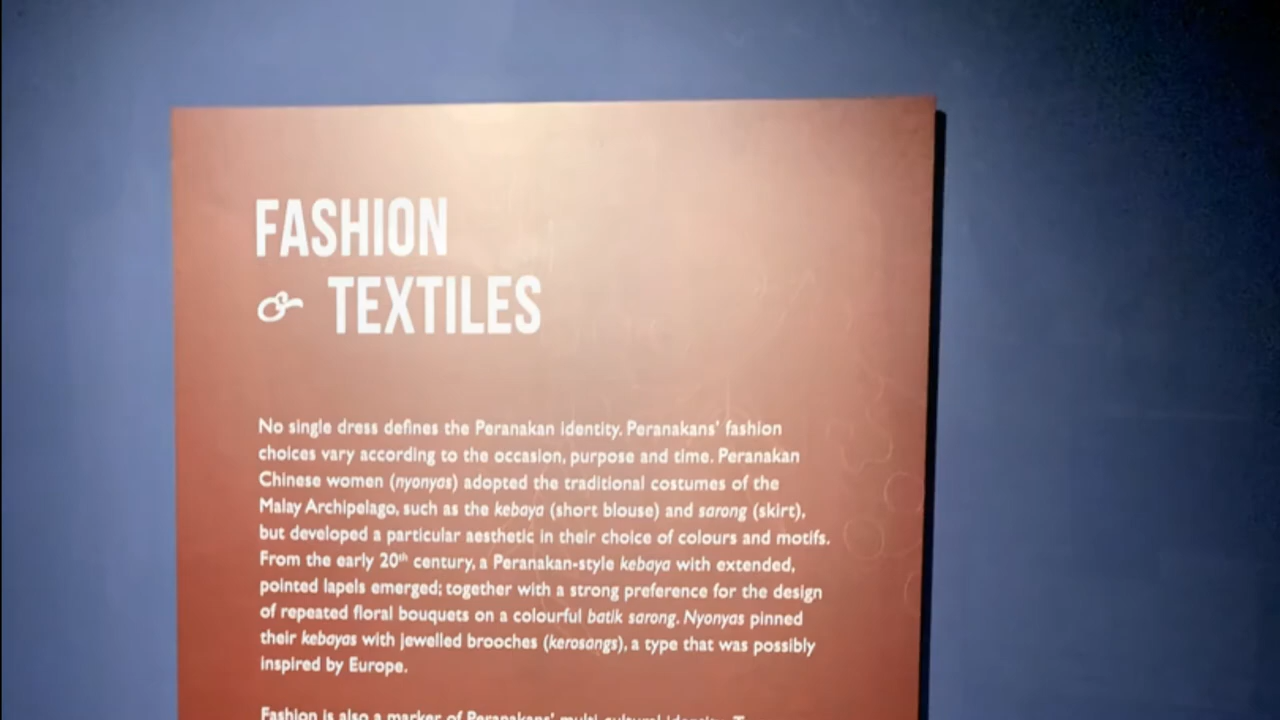 FASHION
& TEXTILES
No single dress defines the Peranakan identity. Peranakans' fashion
choices vary according to the occasion, purpose and time. Peranakan
Chinese women (nyonyas) adopted the traditional costumes of the
Malay Archipelago, such as the kebaya (short blouse) and sarong (skirt),
but developed a particular aesthetic in their choice of colours and motifs.
From the early 20th century, a Peranakan-style kebaya with extended,
pointed lapels emerged; together with a strong preference for the design
of repeated floral bouquets on a colourful batik sarong. Nyonyas pinned
their kebayas with jewelled brooches (kerosangs), a type that was possibly
inspired by Europe.
Fashion is also a marker of Peranakans' multi-cultural identity.